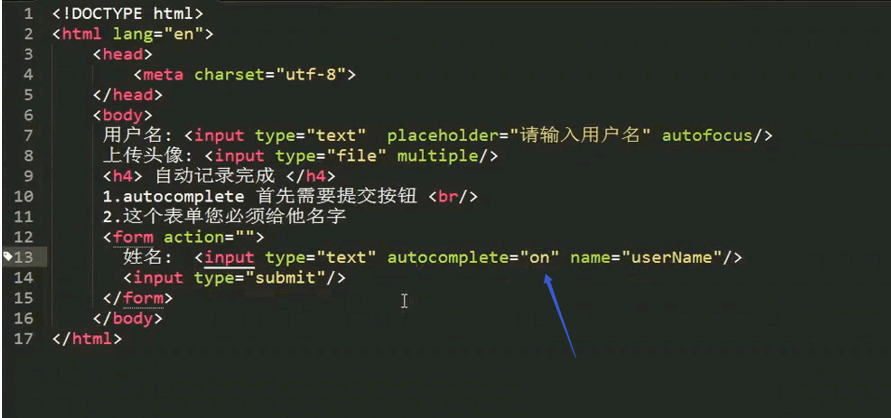 1 <!DOCTYPE html>
2 <html lang="en">
3 <head>
4 <meta charset="utf-8">
5 </head>
6 <body>
7 用户名: <input type="text"  placeholder="请输入用户名" autofocus/>
8 上传头像: <input type="file" multiple/>
9 <h4> 自动记录完成 </h4>
10 1.autocomplete 首先需要提交按钮 <br/>
11 2.这个表单您必须给他名字
12 <form action="">
13 姓名:  <input type="text" autocomplete="on" name="userName"/>
14 <input type="submit"/>
15 </form>
16 </body>
17 </html>